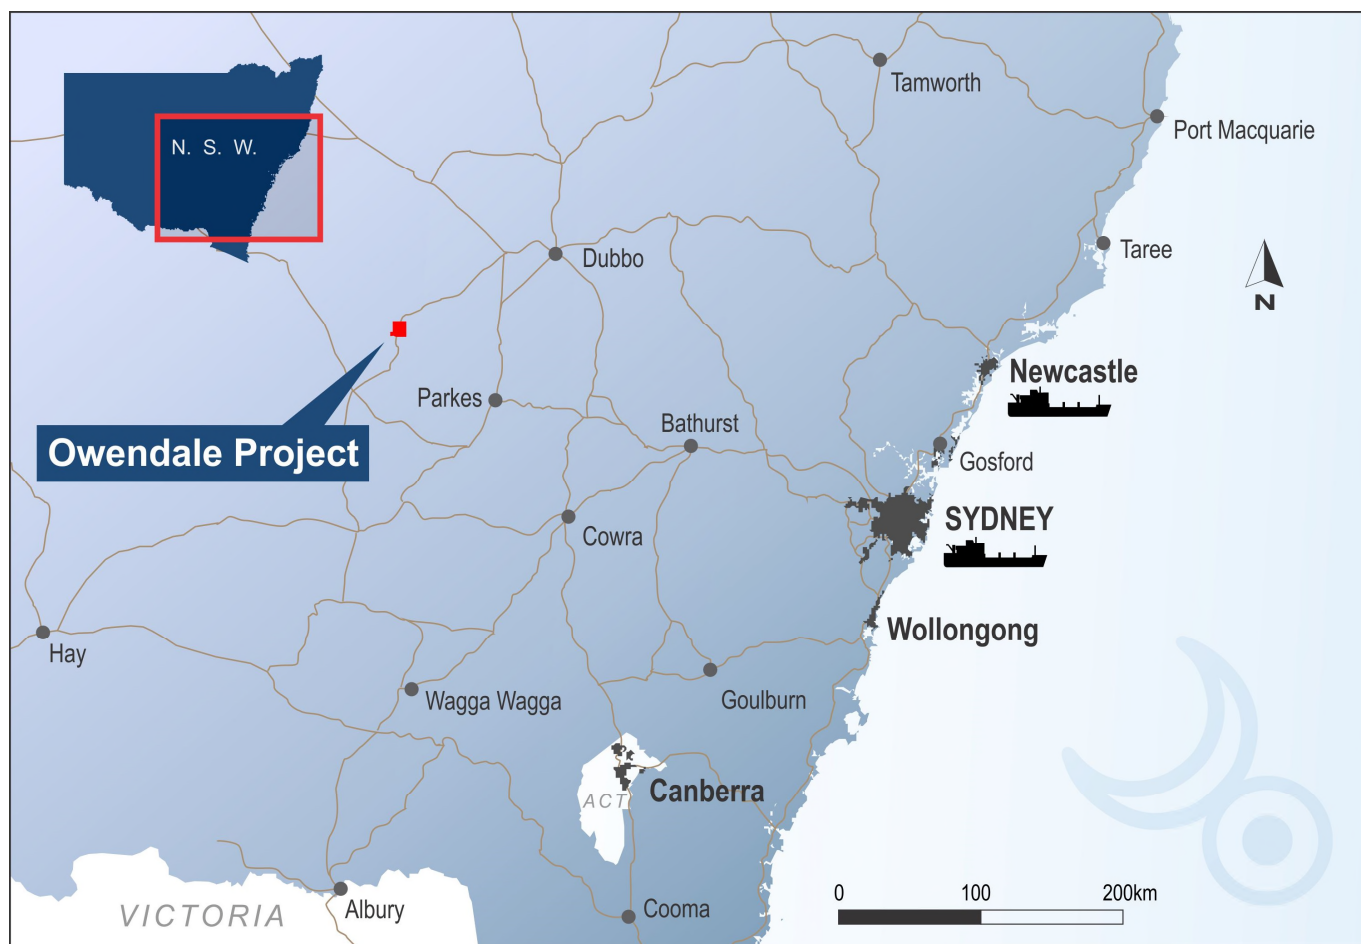 Tamworth
Port Macquarie
N. S. W.
Dubbo
Taree
N
Newcastle
Parkes
Bathurst
Owendale Project
Gosford
SYDNEY
Cowra
Wollongong
Hay
Wagga Wagga
Goulburn
Canberra
ACT
0 100 200km
VICTORIA
Albury
Cooma